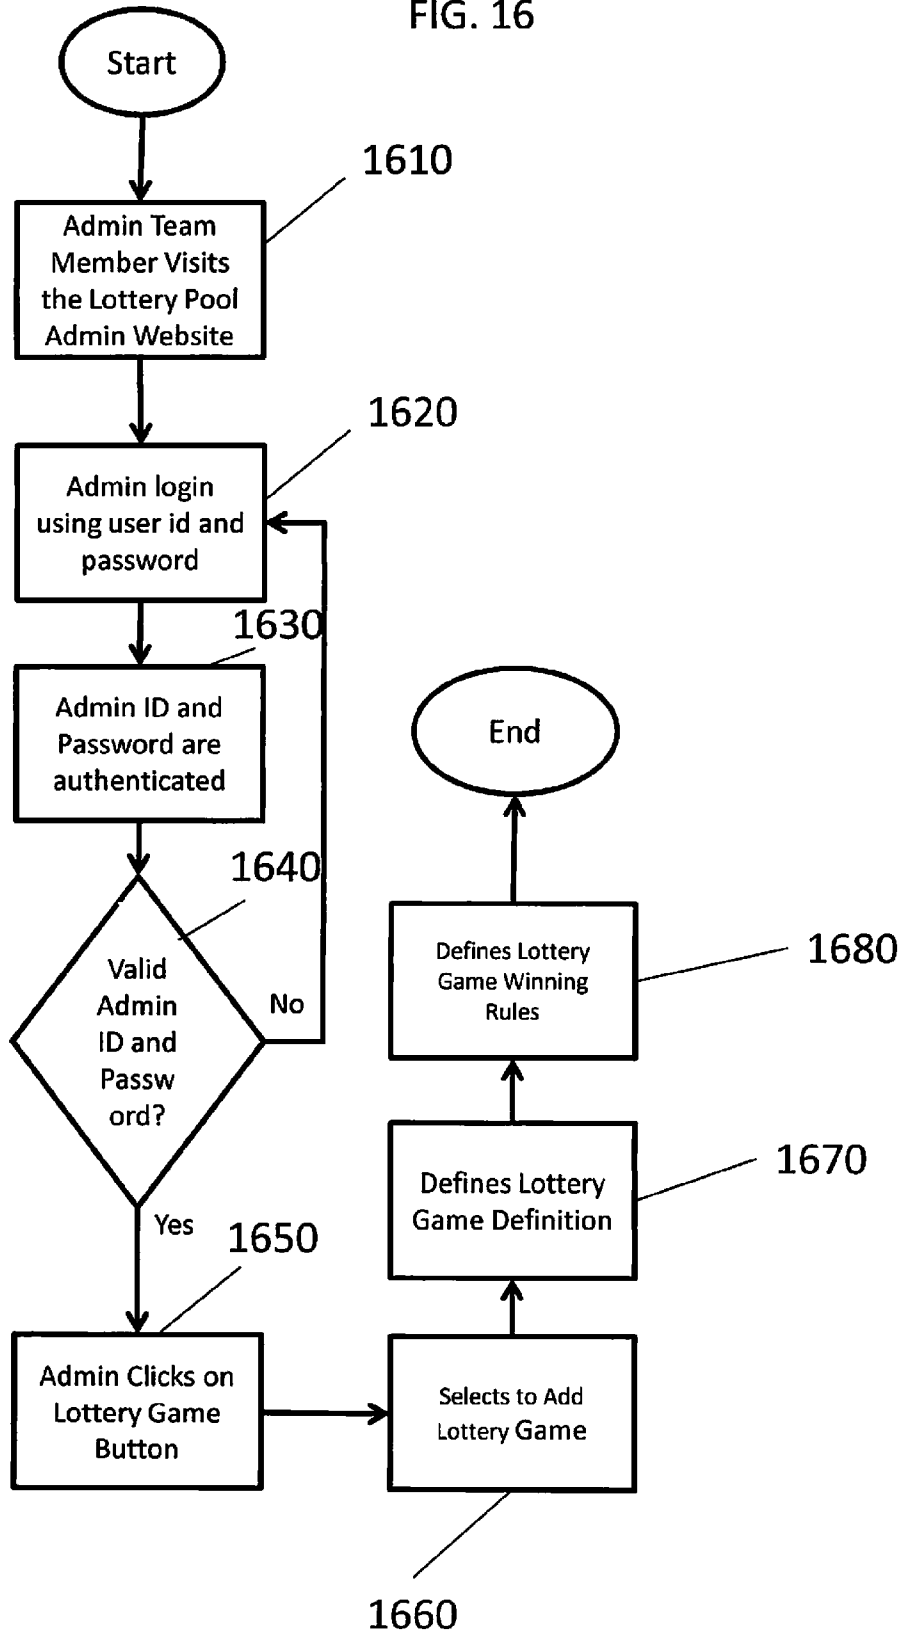 FIG. 16
Start
1610
Admin Team
Member Visits
the Lottery Pool
Admin Website
1620
Admin login
using user id and
password
1630
Admin ID and
Password are
authenticated
1640
Valid
Admin
ID and
Passw
ord?
No
Yes
1650
Admin Clicks on
Lottery Game
Button
Selects to Add
Lottery Game
1660
Defines Lottery
Game Definition
1670
Defines Lottery
Game Winning
Rules
1680
End